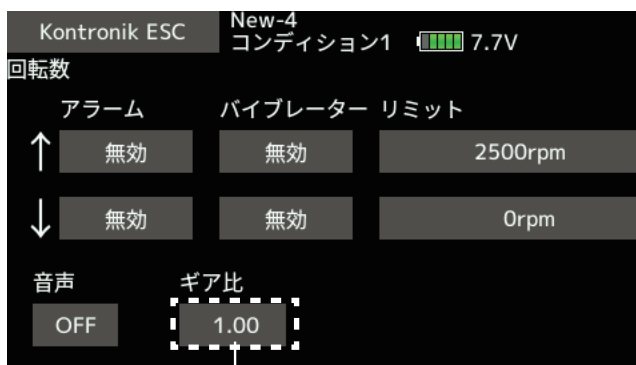 Kontronik ESC
New-4
コンディション1 7.7V
回転数
アラーム バイブレーター リミット
↑ 無効 無効 2500rpm
↓ 無効 無効 0rpm
音声 ギア比
OFF 1.00